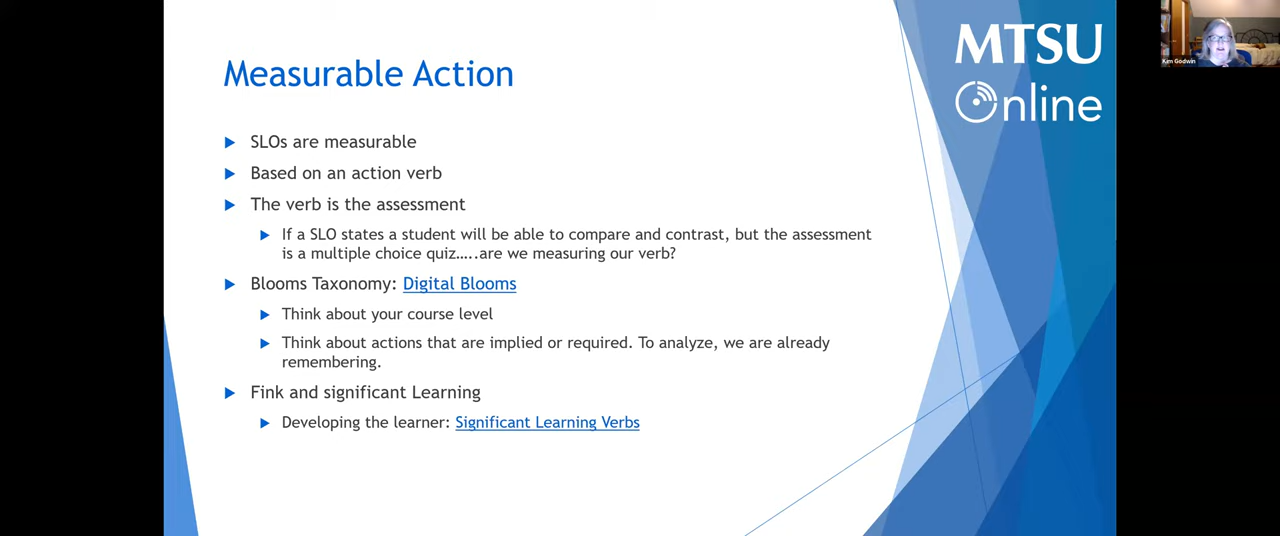 Measurable Action
SLOs are measurable
Based on an action verb
The verb is the assessment
If a SLO states a student will be able to compare and contrast, but the assessment
is a multiple choice quiz…..are we measuring our verb?
Blooms Taxonomy: Digital Blooms
Think about your course level
Think about actions that are implied or required. To analyze, we are already
remembering.
Fink and significant Learning
Developing the learner: Significant Learning Verbs
MTSU
Online
Kim Godwin